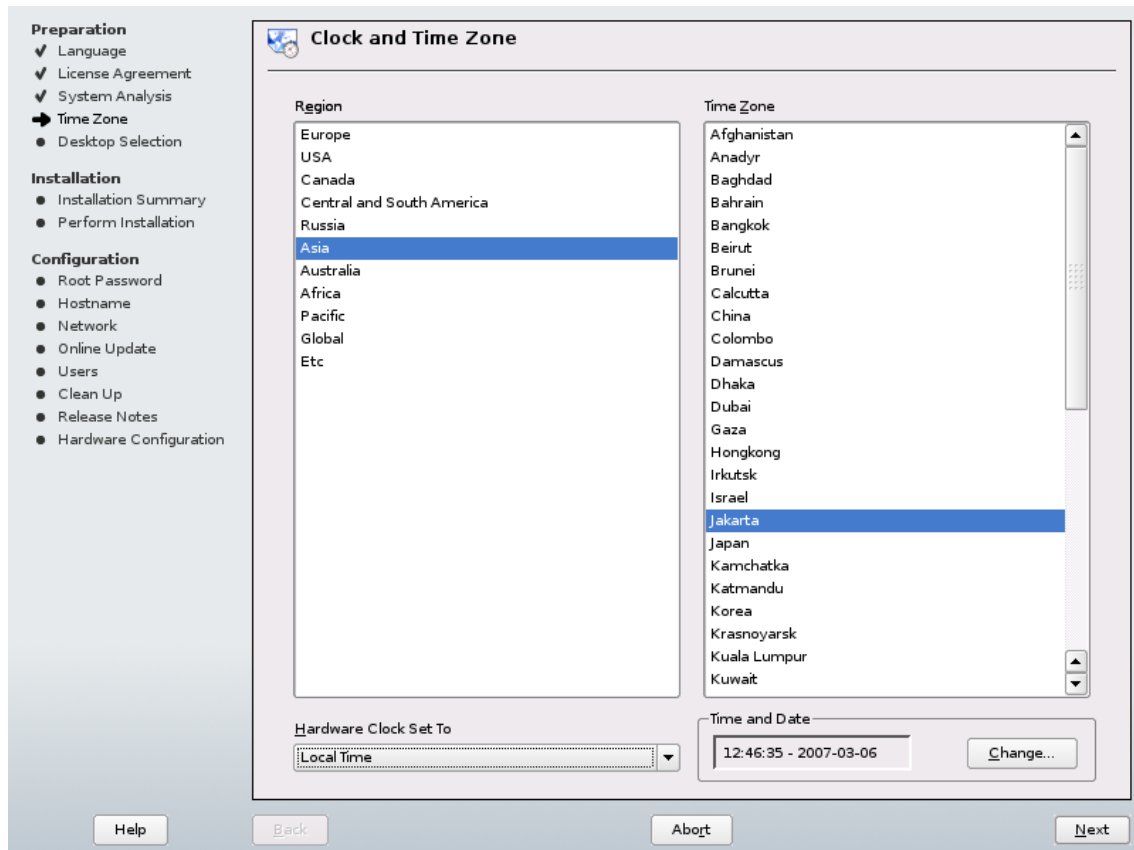 Preparation
Language
License Agreement
System Analysis
Time Zone
Desktop Selection
Installation
Installation Summary
Perform Installation
Configuration
Root Password
Hostname
Network
Online Update
Users
Clean Up
Release Notes
Hardware Configuration
Clock and Time Zone
Region
Europe
USA
Canada
Central and South America
Russia
Asia
Australia
Africa
Pacific
Global
Etc
Time Zone
Afghanistan
Anadyr
Baghdad
Bahrain
Bangkok
Beirut
Brunei
Calcutta
China
Colombo
Damascus
Dhaka
Dubai
Gaza
Hongkong
Irkutsk
Israel
Jakarta
Japan
Kamchatka
Katmandu
Korea
Krasnoyarsk
Kuala Lumpur
Kuwait
Hardware Clock Set To
Local Time
Time and Date
12:46:35 - 2007-03-06
Change...
Help
Back
Abort
Next